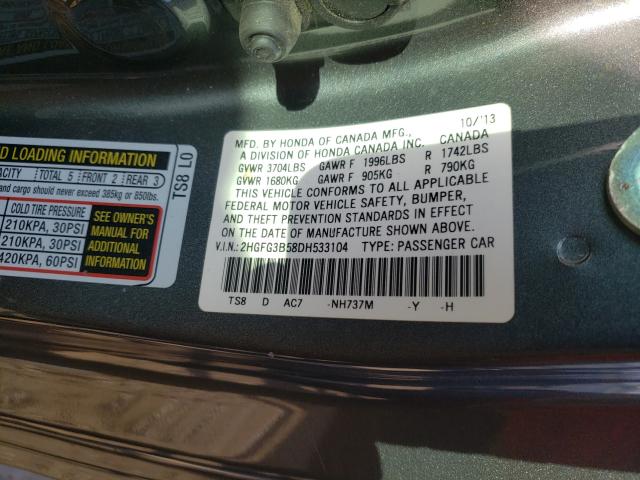 D LOADING INFORMATION
ACITY TOTAL 5 FRONT 2 REAR 3
and cargo should never exceed 385kg or 850lbs.
COLD TIRE PRESSURE
210KPA, 30PSI
210KPA, 30PSI
420KPA, 60PSI
SEE OWNER'S
MANUAL FOR
ADDITIONAL
INFORMATION
TS8 L0
10/'13
MFD. BY HONDA OF CANADA MFG., CANADA
A DIVISION OF HONDA CANADA INC.
GVWR 3704LBS GAWR F 1996LBS R 1742LBS
GVWR 1680KG GAWR F 905KG R 790KG
THIS VEHICLE CONFORMS TO ALL APPLICABLE
FEDERAL MOTOR VEHICLE SAFETY, BUMPER,
AND THEFT PREVENTION STANDARDS IN EFFECT
ON THE DATE OF MANUFACTURE SHOWN ABOVE.
V.I.N.: 2HGFG3B58DH533104 TYPE: PASSENGER CAR
TS8 D AC7 -NH737M -Y -H